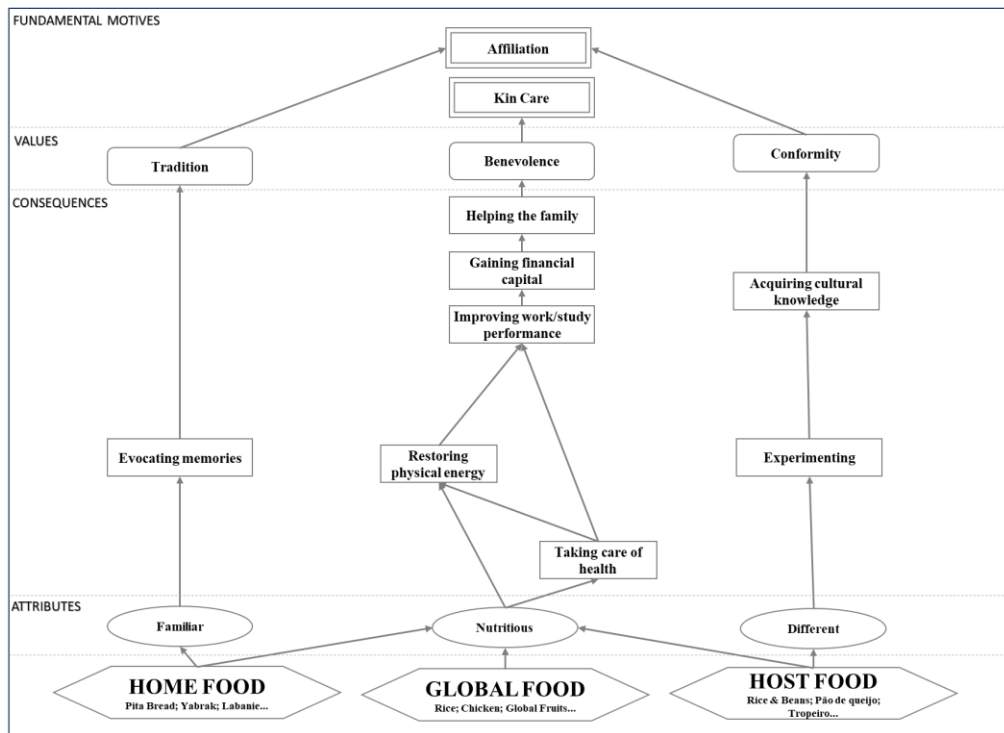 FUNDAMENTAL MOTIVES
Affiliation
Kin Care
VALUES
Tradition
Benevolence
Conformity
CONSEQUENCES
Helping the family
Gaining financial
capital
Acquiring cultural
knowledge
Improving work/study
performance
Evocating memories
Restoring
physical energy
Experimenting
Taking care of
health
ATTRIBUTES
Familiar
Nutritious
Different
HOME FOOD
Pita Bread; Yabrak; Labanie...
GLOBAL FOOD
Rice; Chicken; Global Fruits...
HOST FOOD
Rice & Beans; Pão de queijo;
Tropeiro...